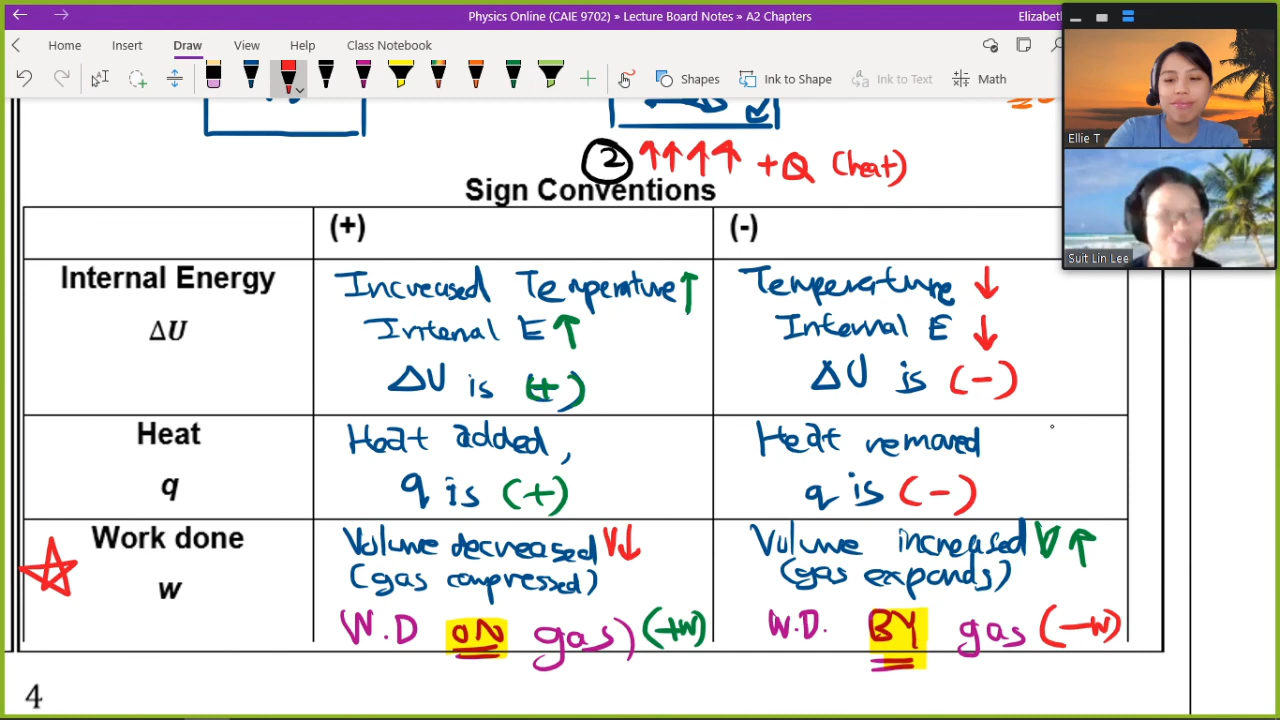 Physics Online (CAIE 9702) » Lecture Board Notes » A2 Chapters
Elizabeth
Home Insert Draw View Help Class Notebook
Shapes Ink to Shape Ink to Text Math
Ellie T
Suit Lin Lee
2 ↑↑↑↑ +Q (heat)
Sign Conventions
(+) (-)
Internal Energy
ΔU
Increased Temperature↑
Internal E ↑
ΔU is (+)
Temperature ↓
Internal E ↓
ΔU is (-)
Heat
q
Heat added,
q is (+)
Heat removed
q is (-)
Work done
w
Volume decreased V↓
(gas compressed)
W.D ON gas) (+W)
Volume increased V ↑
(gas expands)
W.D. BY gas (-W)
4